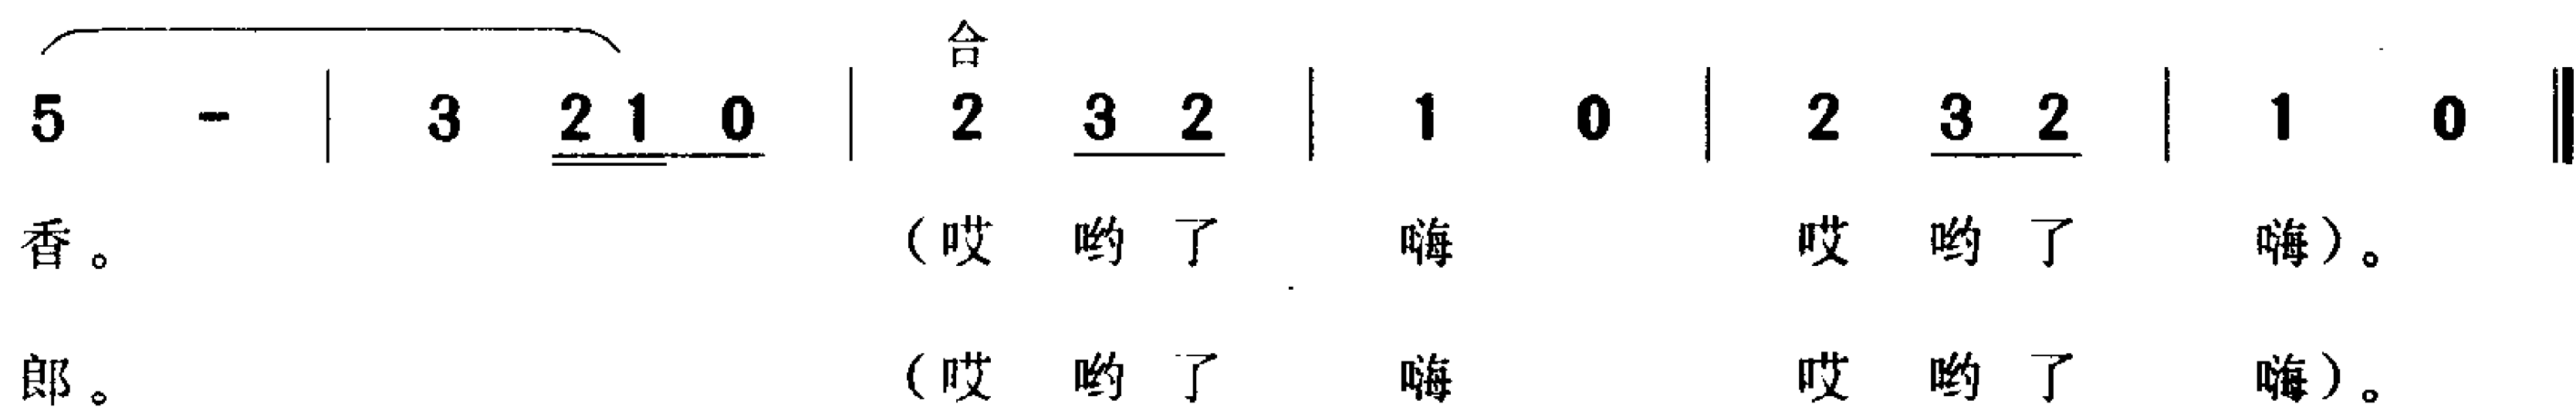 合
5 - | 3 2 1 0 | 2 3 2 | 1 0 | 2 3 2 | 1 0 ‖
香。 （哎 哟 了 嗨 哎 哟 了 嗨）。
郎。 （哎 哟 了 嗨 哎 哟 了 嗨）。